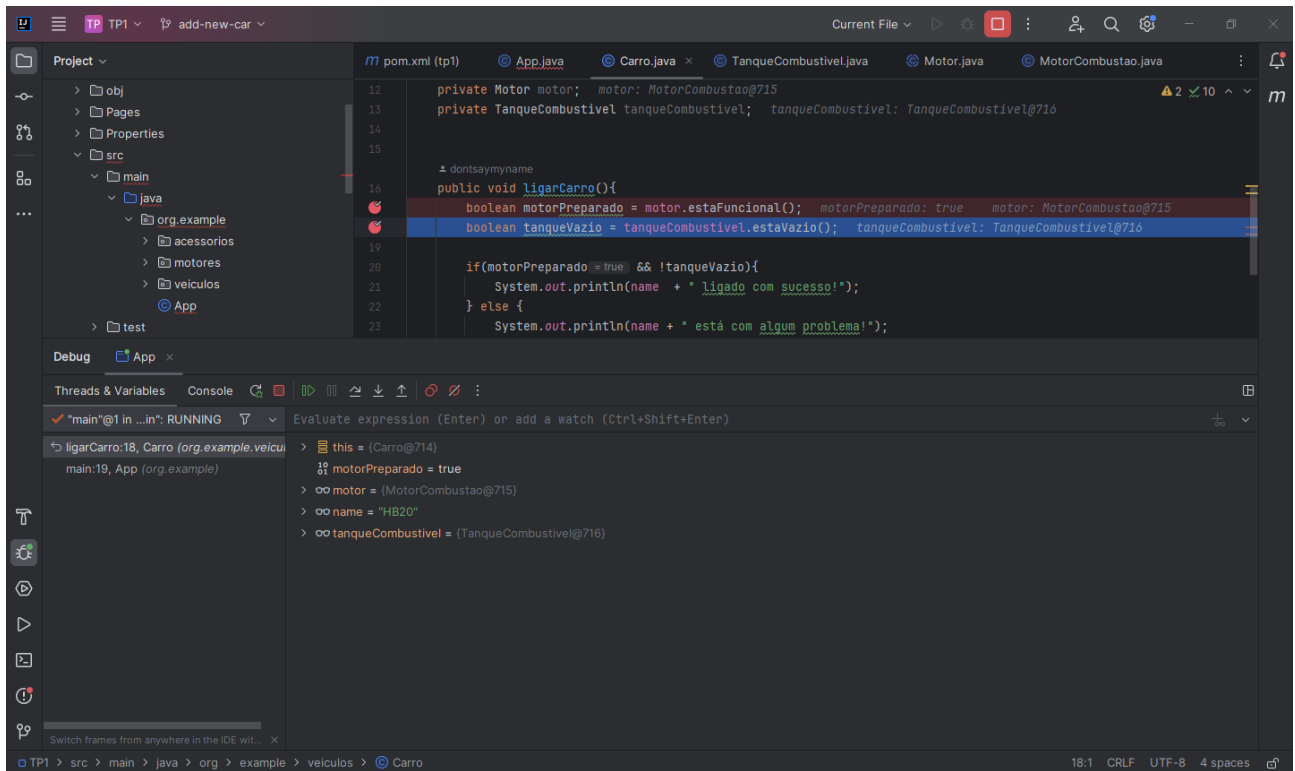 TP TP1 add-new-car Current File
Project
pom.xml (tp1) App.java Carro.java TanqueCombustivel.java Motor.java MotorCombustao.java
obj
Pages
Properties
src
main
java
org.example
acessorios
motores
veiculos
App
test
12 private Motor motor; motor: MotorCombustao@715 2 10
13 private TanqueCombustivel tanqueCombustivel; tanqueCombustivel: TanqueCombustivel@716
14
15
dontsaymyname
16 public void ligarCarro(){
boolean motorPreparado = motor.estaFuncional(); motorPreparado: true motor: MotorCombustao@715
boolean tanqueVazio = tanqueCombustivel.estaVazio(); tanqueCombustivel: TanqueCombustivel@716
19
20 if(motorPreparado = true && !tanqueVazio){
21 System.out.println(name + " ligado com sucesso!");
22 } else {
23 System.out.println(name + " está com algum problema!");
Debug App
Threads & Variables Console
"main"@1 in ...in": RUNNING Evaluate expression (Enter) or add a watch (Ctrl+Shift+Enter)
ligarCarro:18, Carro (org.example.veicul
main:19, App (org.example)
this = {Carro@714}
motorPreparado = true
motor = {MotorCombustao@715}
name = "HB20"
tanqueCombustivel = {TanqueCombustivel@716}
Switch frames from anywhere in the IDE wit...
TP1 > src > main > java > org > example > veiculos > Carro 18:1 CRLF UTF-8 4 spaces